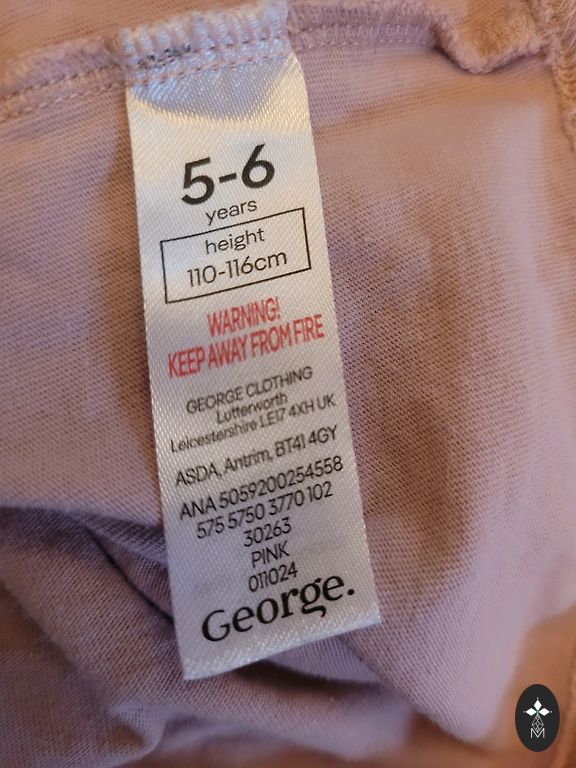 5-6
years
height
110-116cm
WARNING!
KEEP AWAY FROM FIRE
GEORGE CLOTHING
Lutterworth
Leicestershire LE17 4XH UK
ASDA, Antrim, BT41 4GY
ANA 5059200254558
575 5750 3770 102
30263
PINK
011024
George.
M